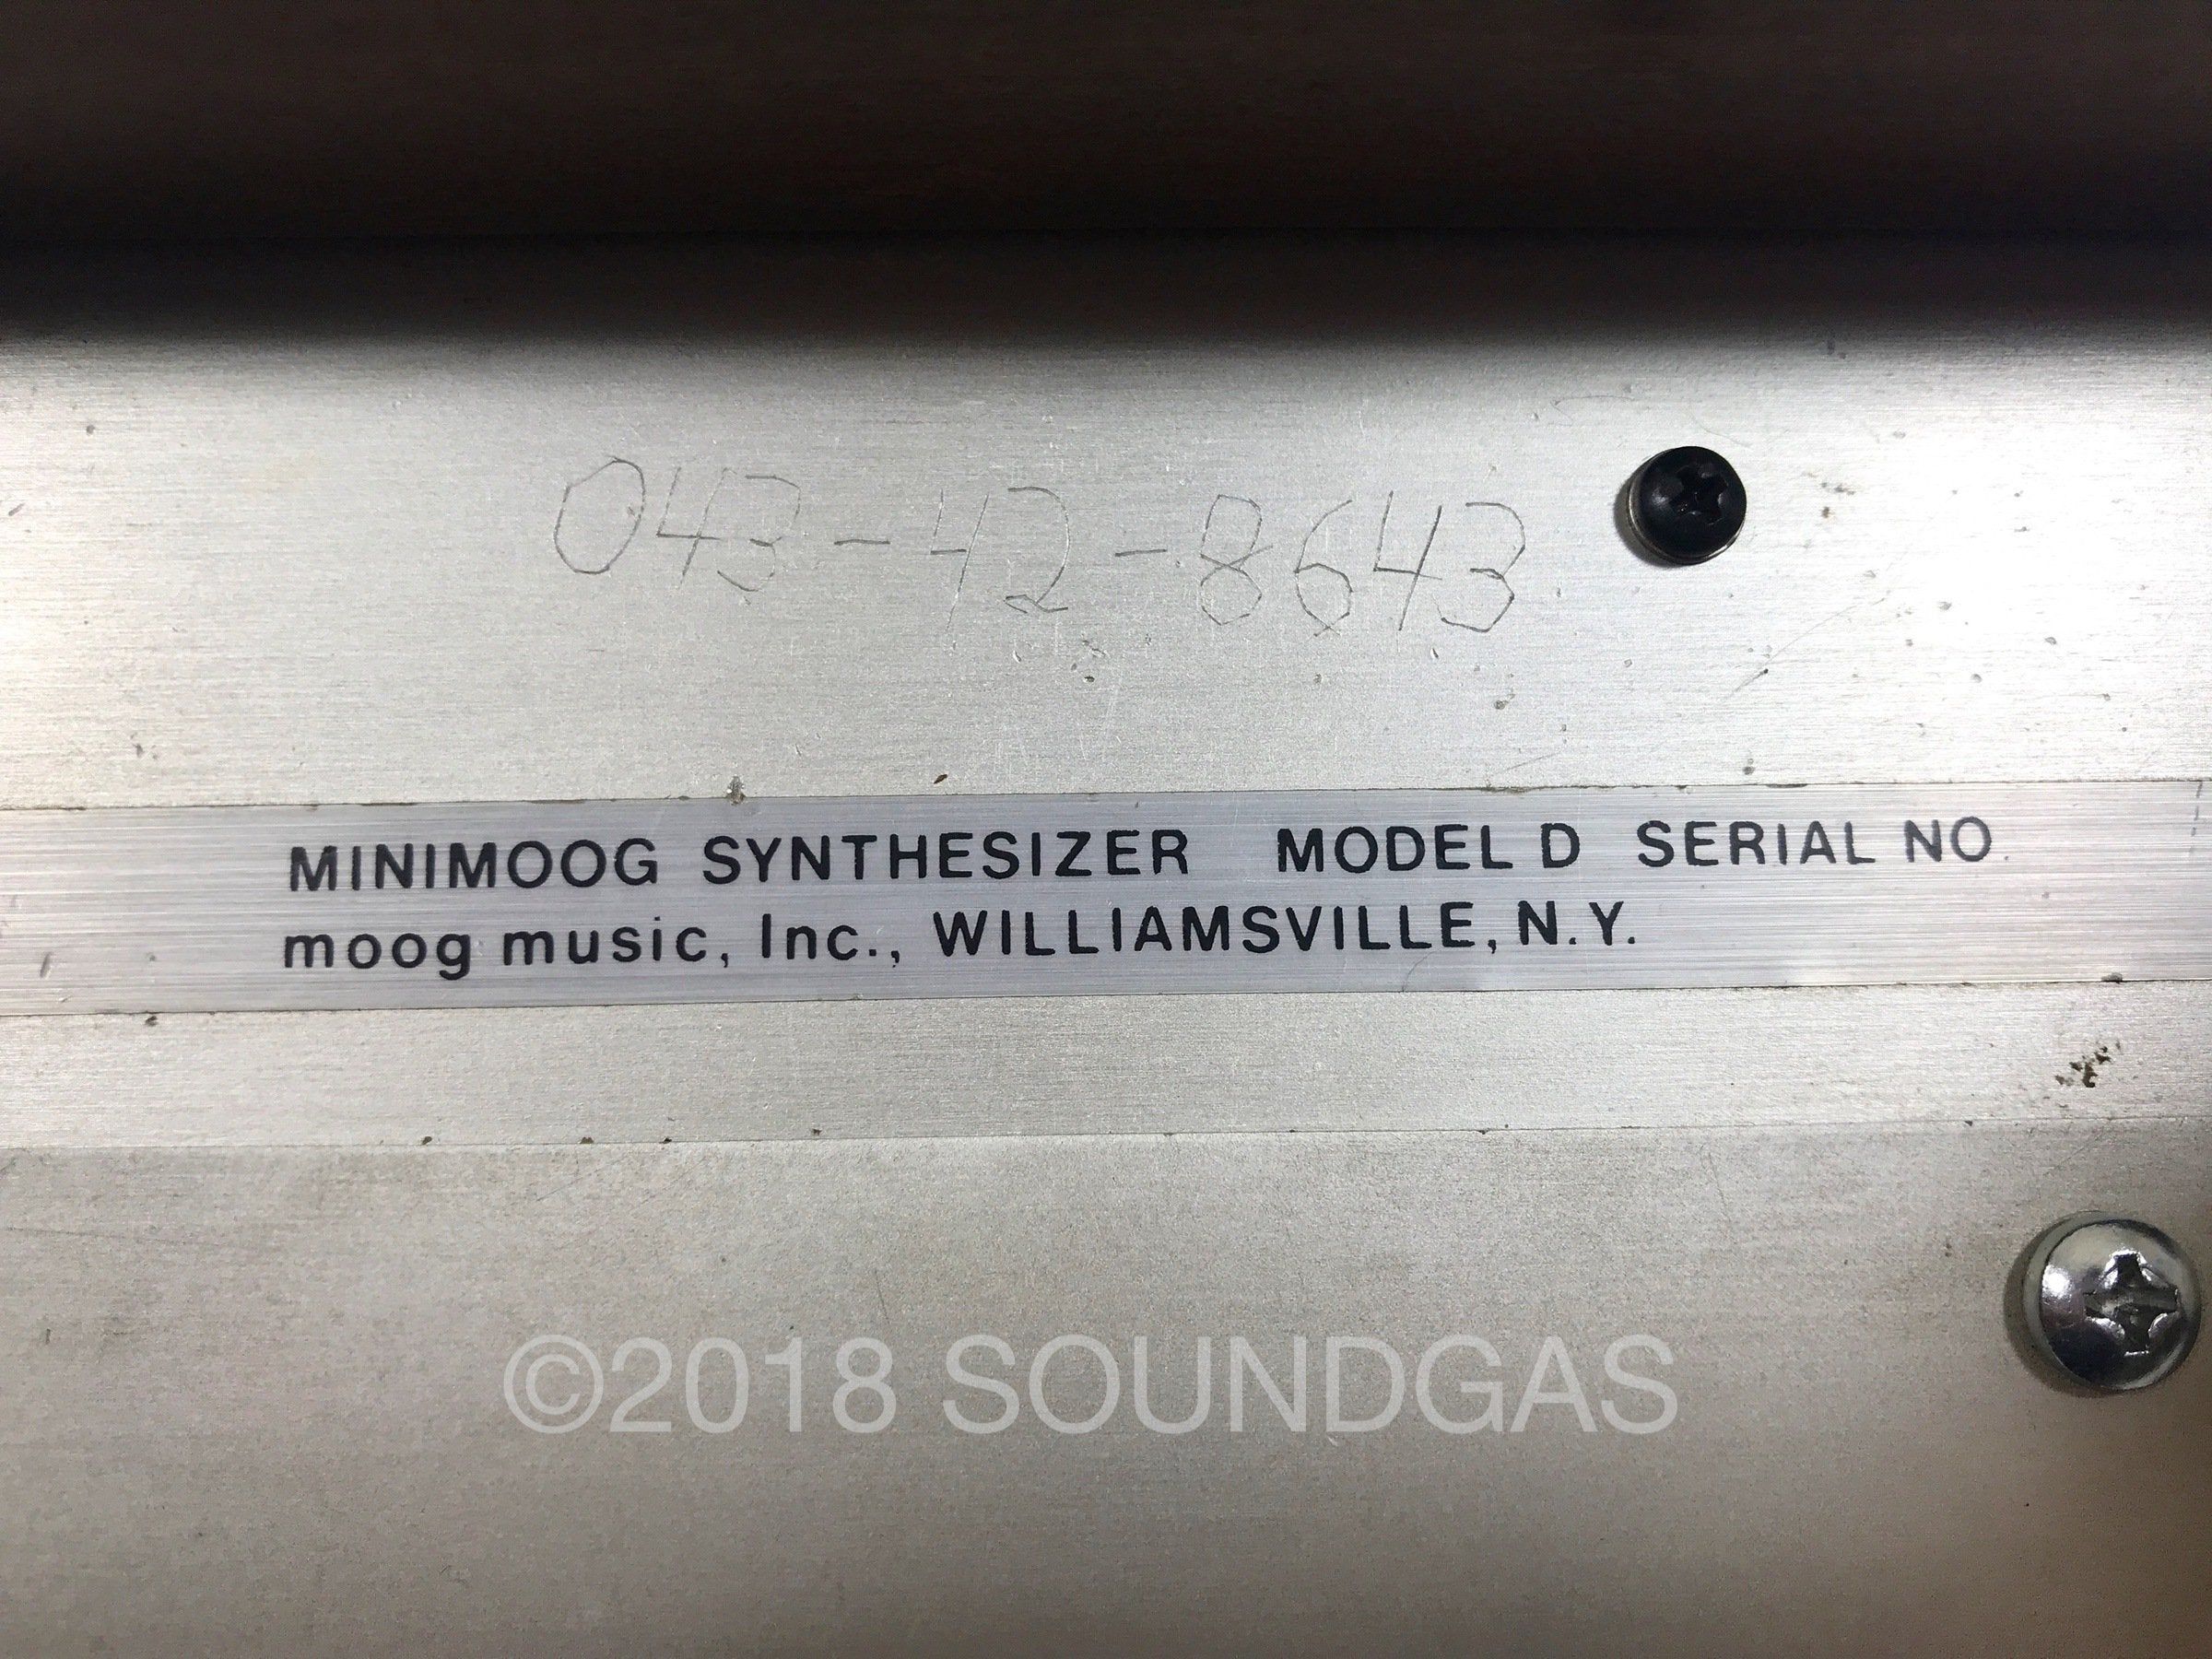 043-42-8643
MINIMOOG SYNTHESIZER MODEL D SERIAL NO.
moog music, Inc., WILLIAMSVILLE, N.Y.
©2018 SOUNDGAS